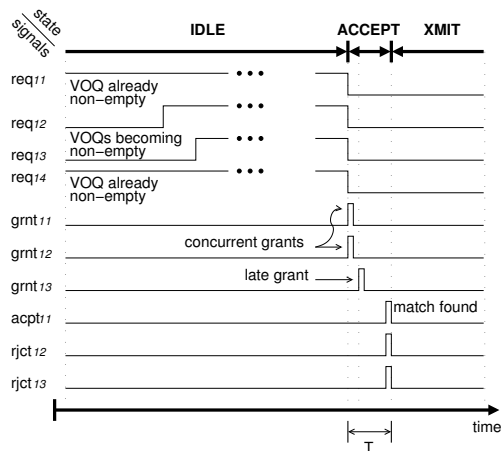 state
signals
IDLE ACCEPT XMIT
req11
VOQ already
non−empty
req12
VOQs becoming
non−empty
req13
req14
VOQ already
non−empty
grnt11
concurrent grants
grnt12
late grant
grnt13
acpt11
match found
rjct12
rjct13
time
T